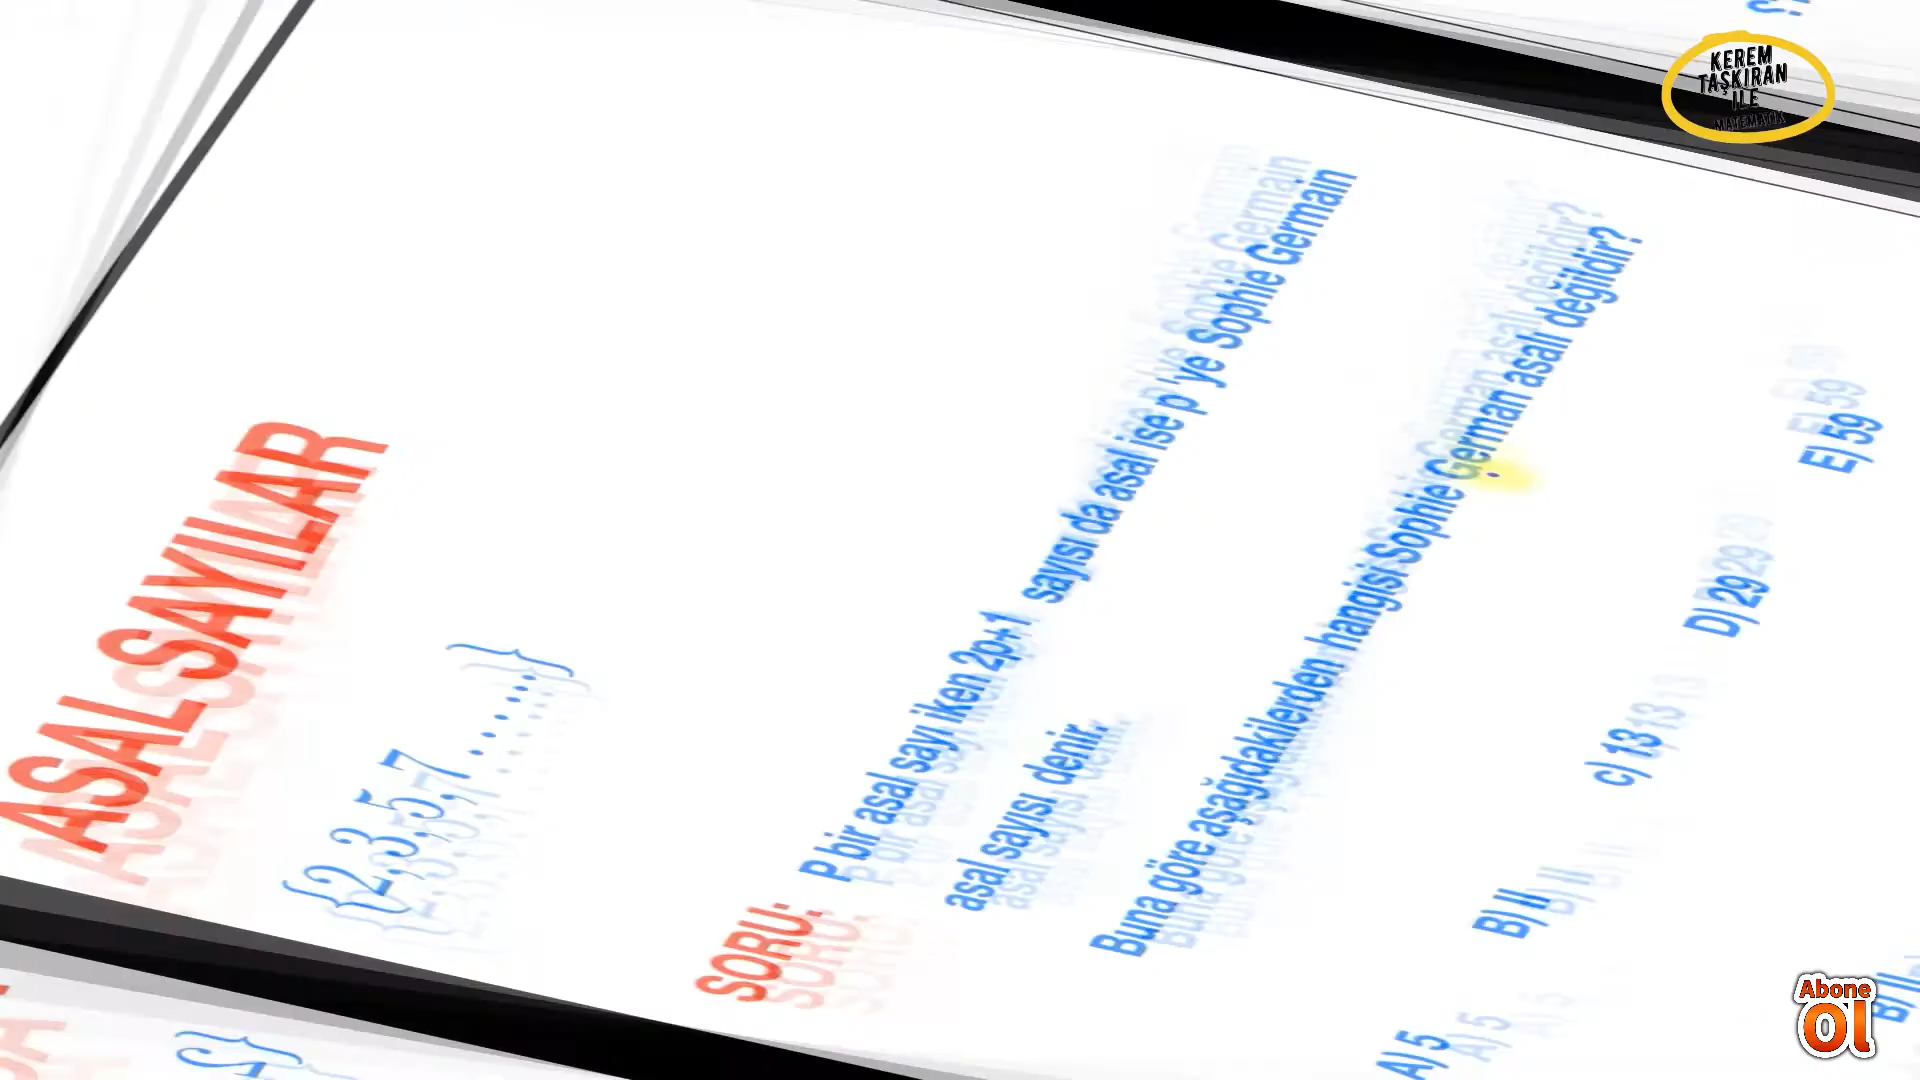 KEREM
TAŞKIRAN
İLE
MATEMATİK
ASAL SAYILAR
{2,3,5,7.......}
SORU: P bir asal sayı iken 2p+1 sayısı da asal ise p 'ye Sophie Germain
asal sayısı denir.
Buna göre aşağıdakilerden hangisi Sophie German asalı değildir?
A) 5 B) II c) 13 D) 29 E) 59
Abone
Ol